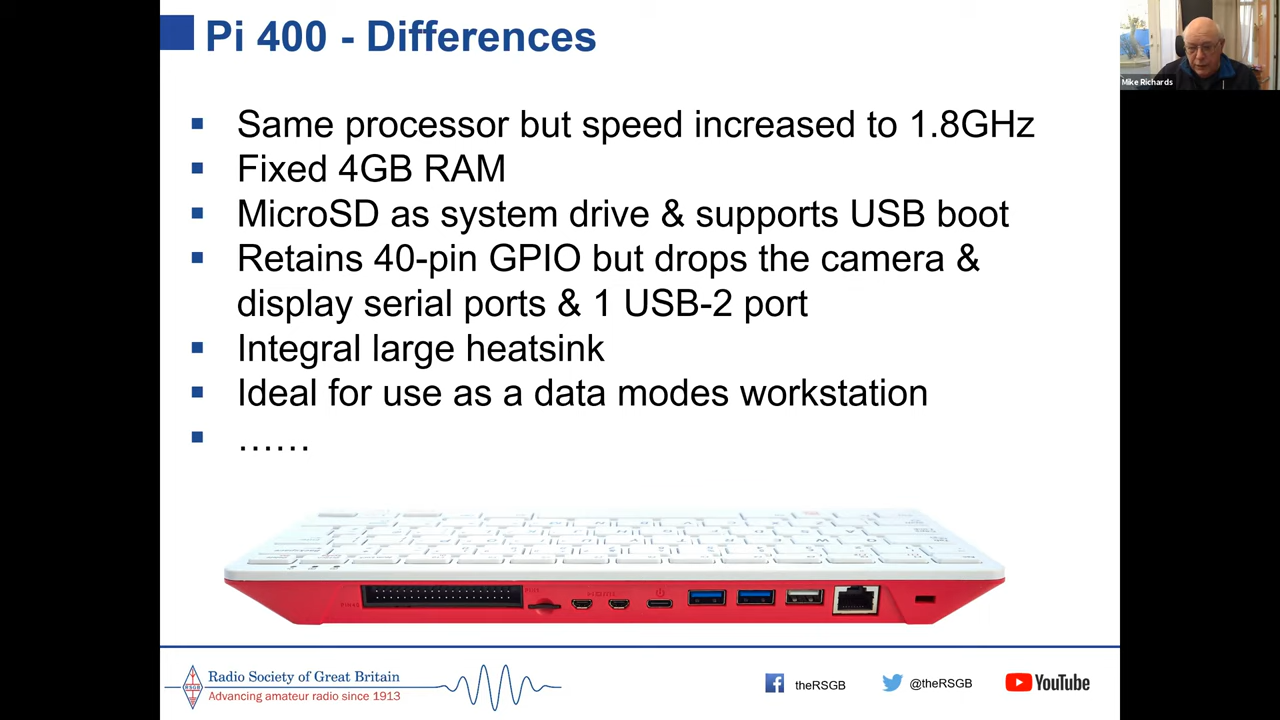 Pi 400 - Differences
Mike Richards
Same processor but speed increased to 1.8GHz
Fixed 4GB RAM
MicroSD as system drive & supports USB boot
Retains 40-pin GPIO but drops the camera &
display serial ports & 1 USB-2 port
Integral large heatsink
Ideal for use as a data modes workstation
……
HDMI
RSGB
Radio Society of Great Britain
Advancing amateur radio since 1913
theRSGB
@theRSGB
YouTube